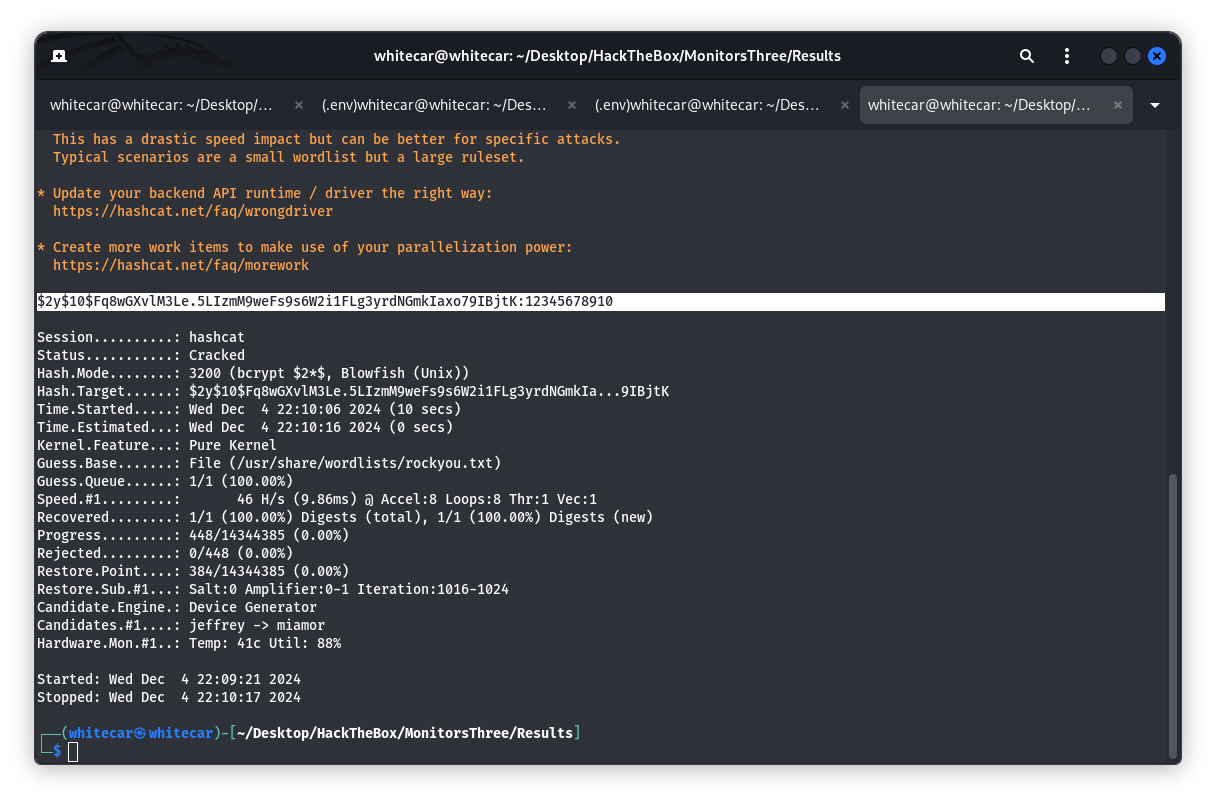 whitecar@whitecar: ~/Desktop/HackTheBox/MonitorsThree/Results
whitecar@whitecar: ~/Desktop/… × (.env)whitecar@whitecar: ~/Des… × (.env)whitecar@whitecar: ~/Des… × whitecar@whitecar: ~/Desktop/… ×
This has a drastic speed impact but can be better for specific attacks.
Typical scenarios are a small wordlist but a large ruleset.
* Update your backend API runtime / driver the right way:
https://hashcat.net/faq/wrongdriver
* Create more work items to make use of your parallelization power:
https://hashcat.net/faq/morework
$2y$10$Fq8wGXvlM3Le.5LIzmM9weFs9s6W2i1FLg3yrdNGmkIaxo79IBjtK:12345678910
Session..........: hashcat
Status...........: Cracked
Hash.Mode........: 3200 (bcrypt $2*$, Blowfish (Unix))
Hash.Target......: $2y$10$Fq8wGXvlM3Le.5LIzmM9weFs9s6W2i1FLg3yrdNGmkIa...9IBjtK
Time.Started.....: Wed Dec  4 22:10:06 2024 (10 secs)
Time.Estimated...: Wed Dec  4 22:10:16 2024 (0 secs)
Kernel.Feature...: Pure Kernel
Guess.Base.......: File (/usr/share/wordlists/rockyou.txt)
Guess.Queue......: 1/1 (100.00%)
Speed.#1.........:       46 H/s (9.86ms) @ Accel:8 Loops:8 Thr:1 Vec:1
Recovered........: 1/1 (100.00%) Digests (total), 1/1 (100.00%) Digests (new)
Progress.........: 448/14344385 (0.00%)
Rejected.........: 0/448 (0.00%)
Restore.Point....: 384/14344385 (0.00%)
Restore.Sub.#1...: Salt:0 Amplifier:0-1 Iteration:1016-1024
Candidate.Engine.: Device Generator
Candidates.#1....: jeffrey -> miamor
Hardware.Mon.#1..: Temp: 41c Util: 88%
Started: Wed Dec  4 22:09:21 2024
Stopped: Wed Dec  4 22:10:17 2024
┌──(whitecar㉿whitecar)-[~/Desktop/HackTheBox/MonitorsThree/Results]
└─$